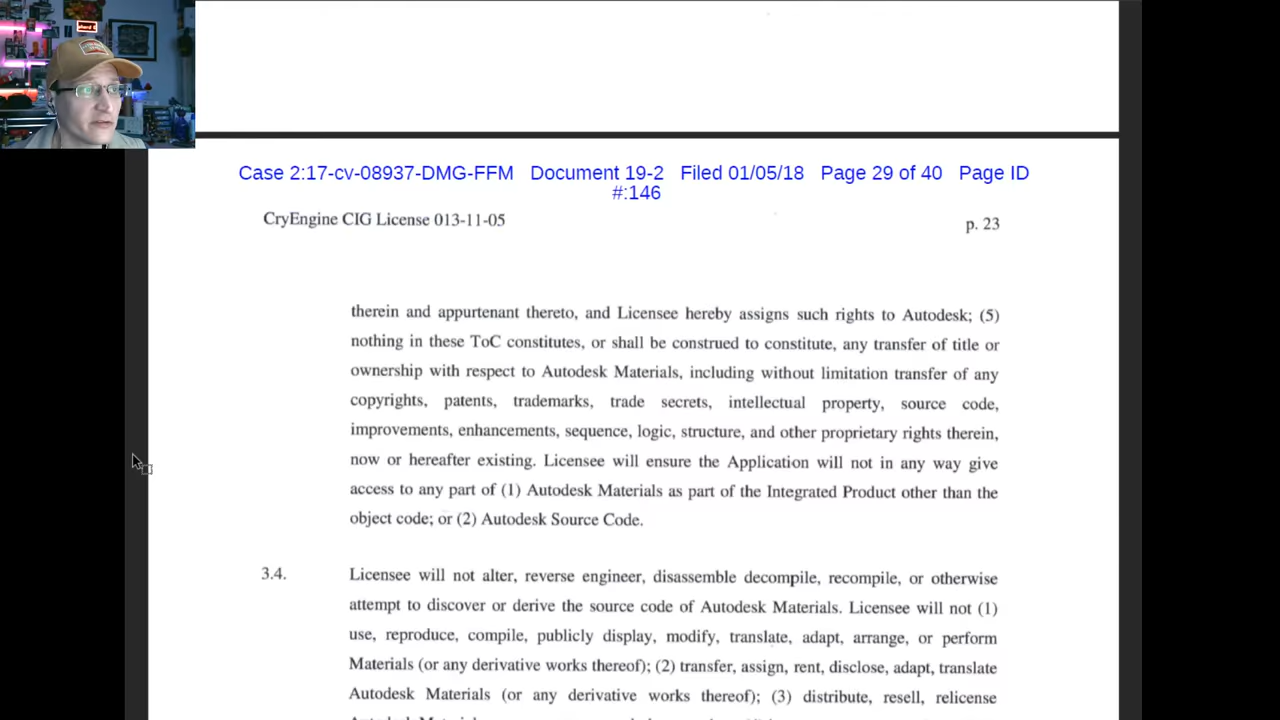 Case 2:17-cv-08937-DMG-FFM Document 19-2 Filed 01/05/18 Page 29 of 40 Page ID
#:146
CryEngine CIG License 013-11-05 p. 23
therein and appurtenant thereto, and Licensee hereby assigns such rights to Autodesk; (5)
nothing in these ToC constitutes, or shall be construed to constitute, any transfer of title or
ownership with respect to Autodesk Materials, including without limitation transfer of any
copyrights, patents, trademarks, trade secrets, intellectual property, source code,
improvements, enhancements, sequence, logic, structure, and other proprietary rights therein,
now or hereafter existing. Licensee will ensure the Application will not in any way give
access to any part of (1) Autodesk Materials as part of the Integrated Product other than the
object code; or (2) Autodesk Source Code.
3.4. Licensee will not alter, reverse engineer, disassemble decompile, recompile, or otherwise
attempt to discover or derive the source code of Autodesk Materials. Licensee will not (1)
use, reproduce, compile, publicly display, modify, translate, adapt, arrange, or perform
Materials (or any derivative works thereof); (2) transfer, assign, rent, disclose, adapt, translate
Autodesk Materials (or any derivative works thereof); (3) distribute, resell, relicense